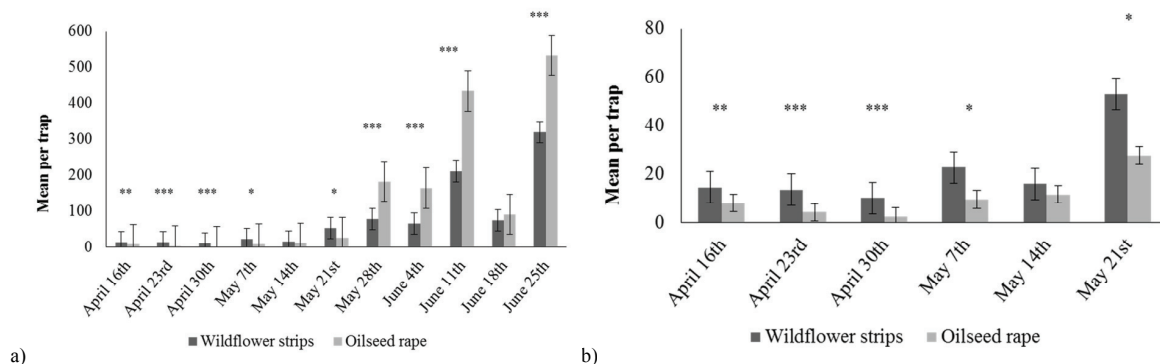 Mean per trap
600
500
400
300
200
100
0
** *** *** * * *** *** *** ***
April 16th April 23rd April 30th May 7th May 14th May 21st May 28th June 4th June 11th June 18th June 25th
Wildflower strips Oilseed rape
a)
Mean per trap
80
60
40
20
0
** *** *** * *
April 16th April 23rd April 30th May 7th May 14th May 21st
Wildflower strips Oilseed rape
b)